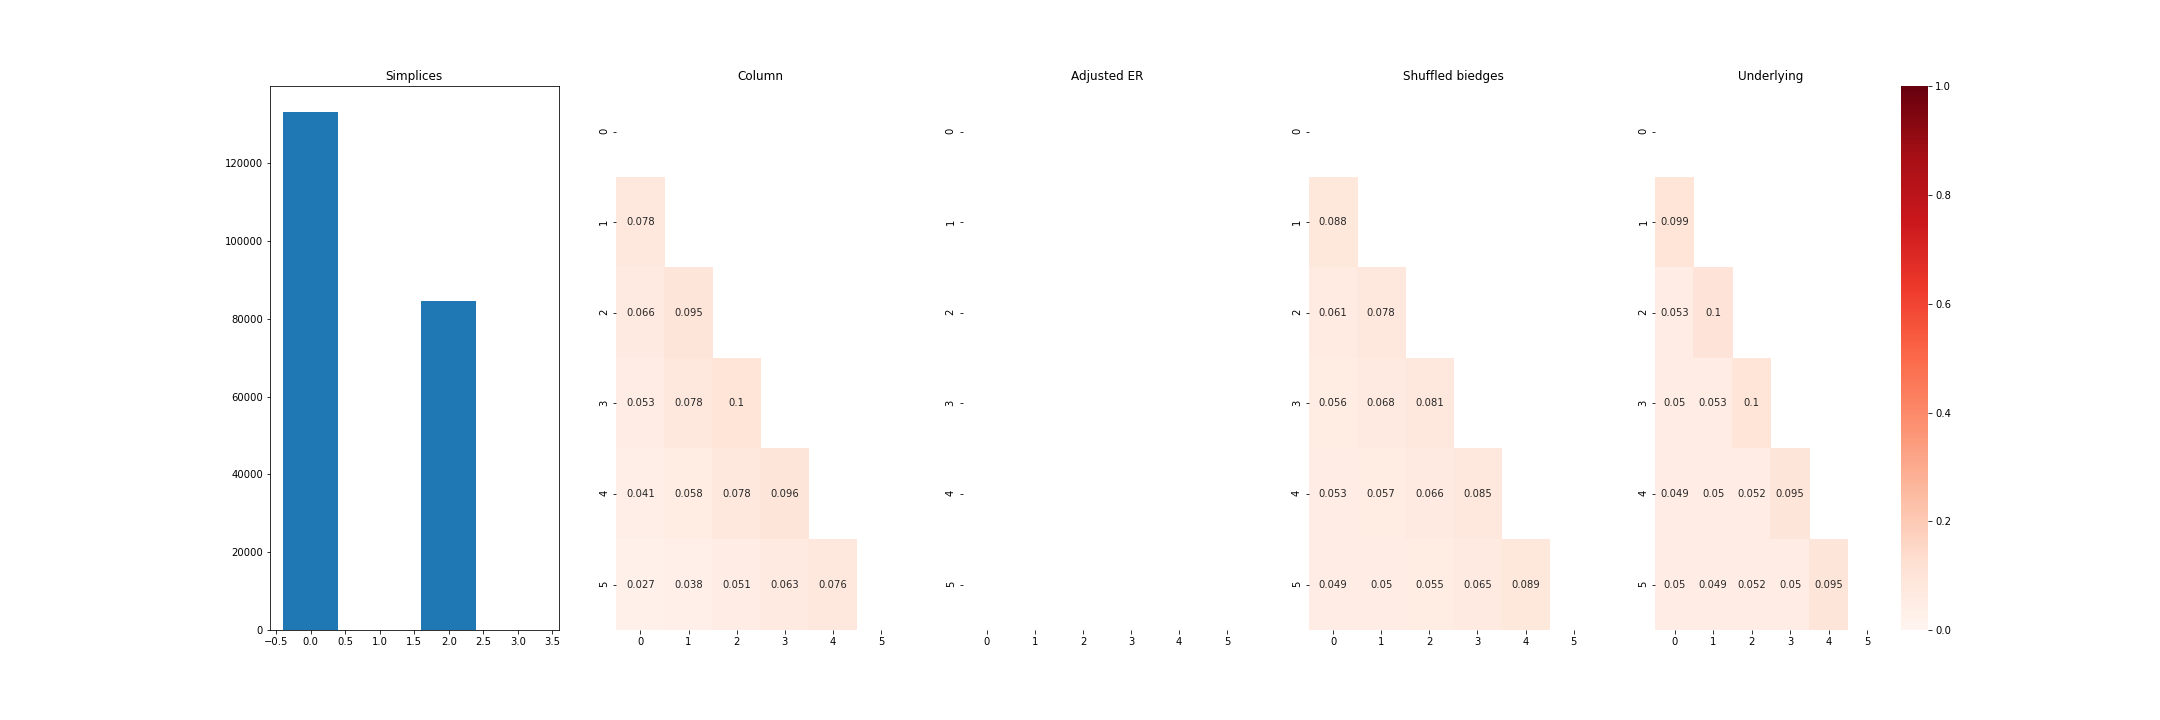 Simplices
120000
100000
80000
60000
40000
20000
0
−0.5 0.0 0.5 1.0 1.5 2.0 2.5 3.0 3.5
Column
0
1 0.078
2 0.066 0.095
3 0.053 0.078 0.1
4 0.041 0.058 0.078 0.096
5 0.027 0.038 0.051 0.063 0.076
0 1 2 3 4 5
Adjusted ER
0
1
2
3
4
5
0 1 2 3 4 5
Shuffled biedges
0
1 0.088
2 0.061 0.078
3 0.056 0.068 0.081
4 0.053 0.057 0.066 0.085
5 0.049 0.05 0.055 0.065 0.089
0 1 2 3 4 5
Underlying
0
1 0.099
2 0.053 0.1
3 0.05 0.053 0.1
4 0.049 0.05 0.052 0.095
5 0.05 0.049 0.052 0.05 0.095
0 1 2 3 4 5
1.0
0.8
0.6
0.4
0.2
0.0